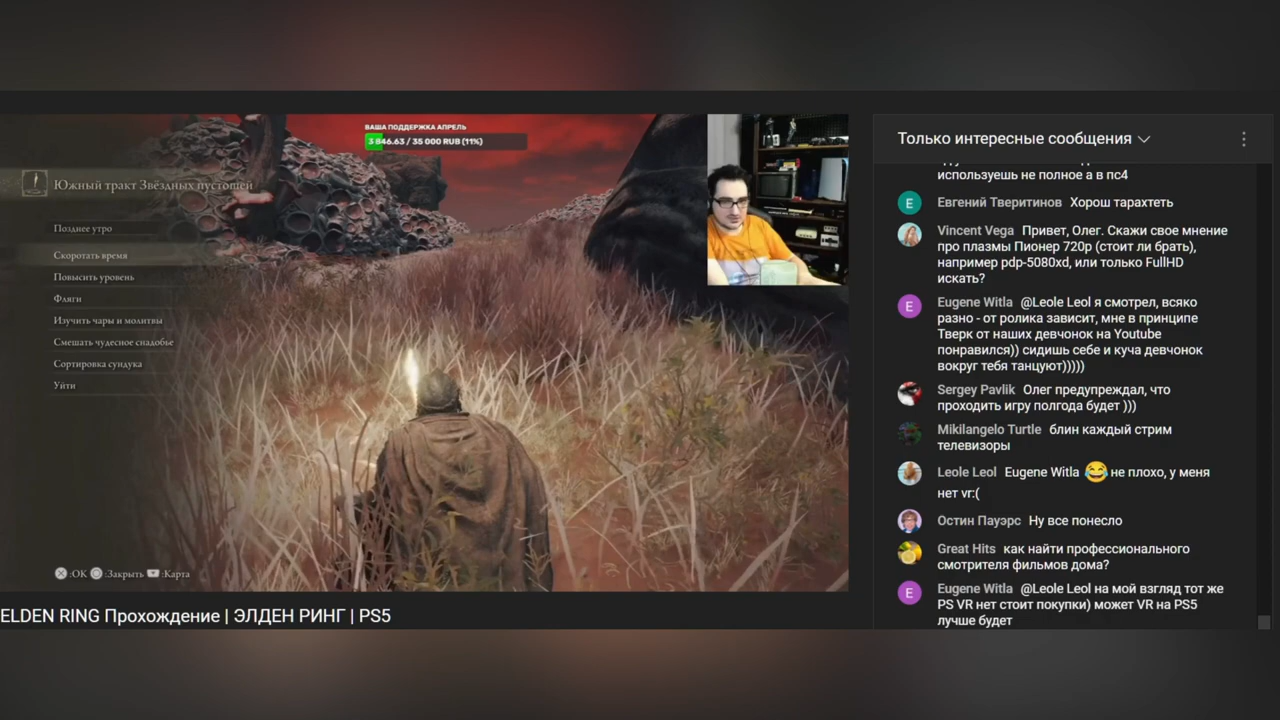 ВАША ПОДДЕРЖКА АПРЕЛЬ
3 846.63 / 35 000 RUB (11%)
Южный тракт Звёздных пустошей
Позднее утро
Скоротать время
Повысить уровень
Фляги
Изучить чары и молитвы
Смешать чудесное снадобье
Сортировка сундука
Уйти
:OK :Закрыть :Карта
ELDEN RING Прохождение | ЭЛДЕН РИНГ | PS5
Только интересные сообщения
используешь не полное а в пс4
Е Евгений Тверитинов Хорош тарахтеть
Vincent Vega Привет, Олег. Скажи свое мнение
про плазмы Пионер 720p (стоит ли брать),
например pdp-5080xd, или только FullHD
искать?
E Eugene Witla @Leole Leol я смотрел, всяко
разно - от ролика зависит, мне в принципе
Тверк от наших девчонок на Youtube
понравился)) сидишь себе и куча девчонок
вокруг тебя танцуют)))))
Sergey Pavlik Олег предупреждал, что
проходить игру полгода будет )))
Mikilangelo Turtle блин каждый стрим
телевизоры
Leole Leol Eugene Witla 😂 не плохо, у меня
нет vr:(
Остин Пауэрс Ну все понесло
Great Hits как найти профессионального
смотрителя фильмов дома?
E Eugene Witla @Leole Leol на мой взгляд тот же
PS VR нет стоит покупки) может VR на PS5
лучше будет